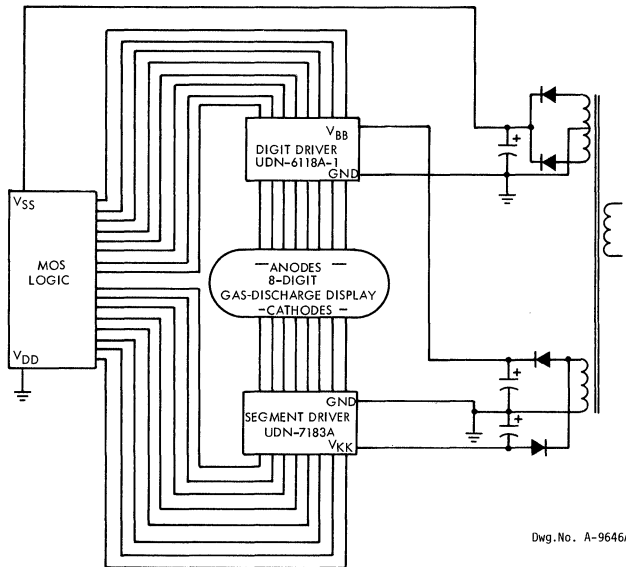 VBB
DIGIT DRIVER
UDN-6118A-1
GND
VSS
MOS
LOGIC
VDD
ANODES
8-DIGIT
GAS-DISCHARGE DISPLAY
-CATHODES-
GND
SEGMENT DRIVER
UDN-7183A
VKK
+
+
+
Dwg.No. A-9646A